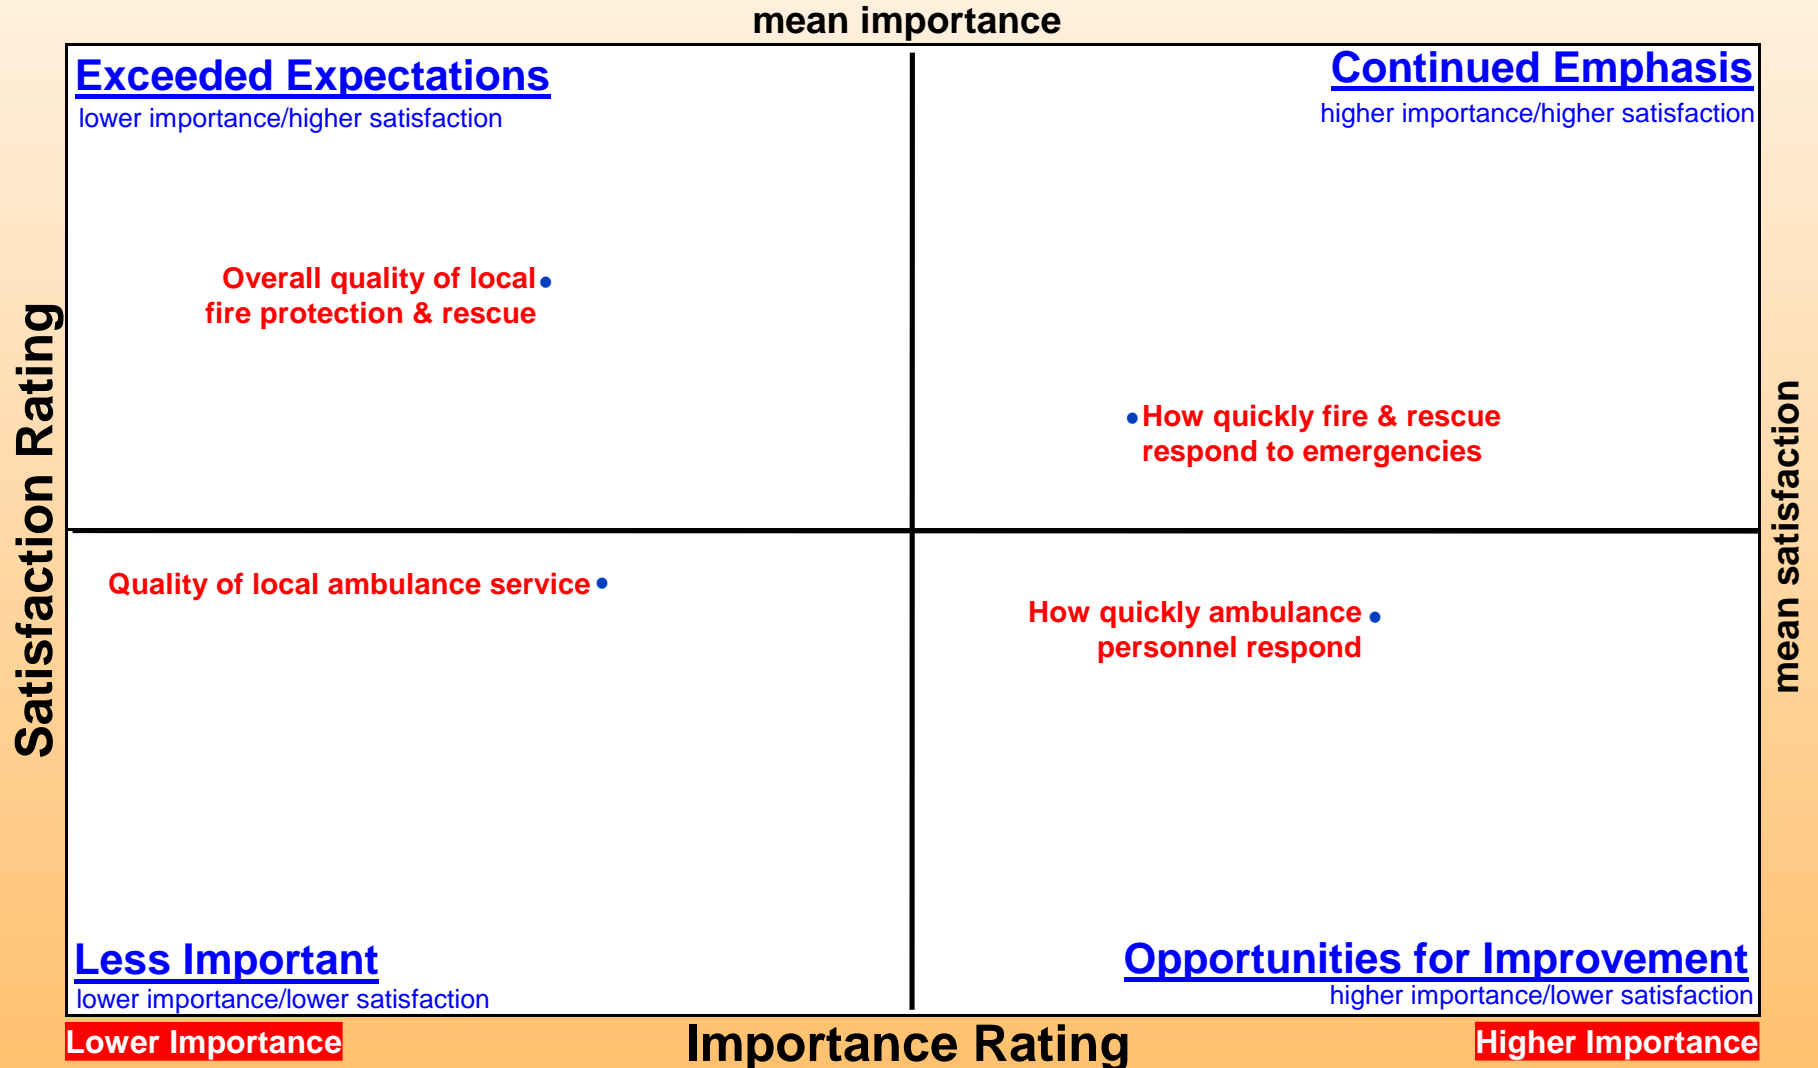 mean importance
Exceeded Expectations
lower importance/higher satisfaction
Continued Emphasis
higher importance/higher satisfaction
Overall quality of local
fire protection & rescue
How quickly fire & rescue
respond to emergencies
Satisfaction Rating
mean satisfaction
Quality of local ambulance service
How quickly ambulance
personnel respond
Less Important
lower importance/lower satisfaction
Opportunities for Improvement
higher importance/lower satisfaction
Lower Importance
Importance Rating
Higher Importance